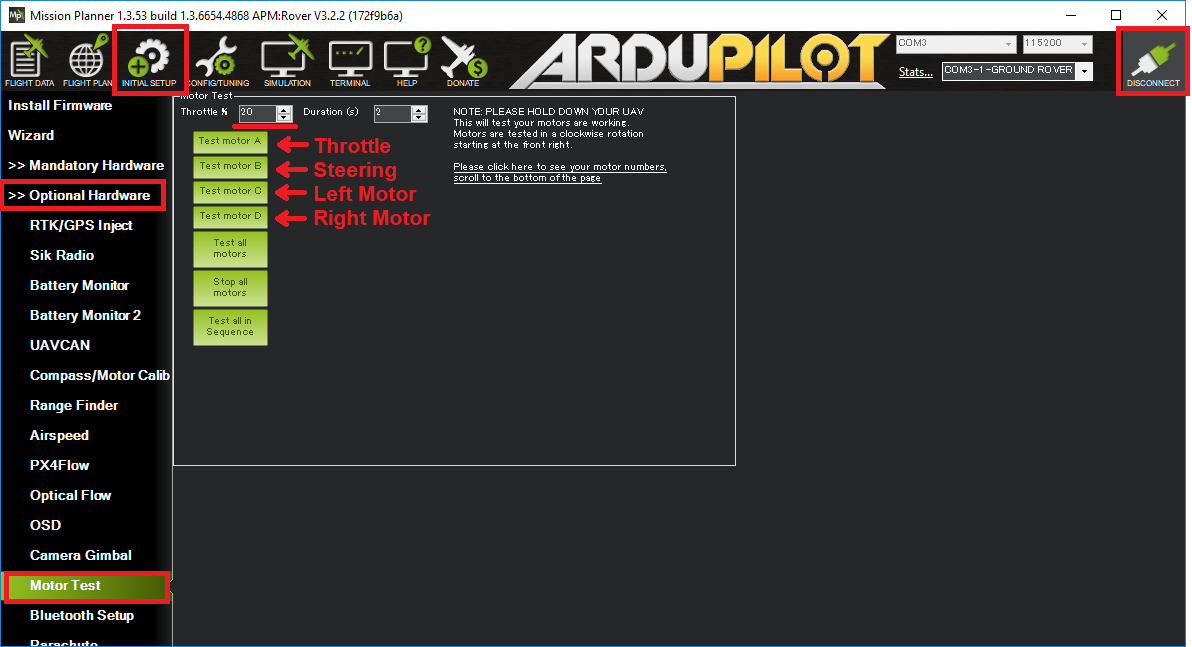 Mission Planner 1.3.53 build 1.3.6654.4868 APM:Rover V3.2.2 (172f9b6a)
FLIGHT DATA
FLIGHT PLAN
INITIAL SETUP
CONFIG/TUNING
SIMULATION
TERMINAL
HELP
DONATE
ARDUPILOT
COM3
115200
Stats...
COM3-1-GROUND ROVER
DISCONNECT
Install Firmware
Wizard
>> Mandatory Hardware
>> Optional Hardware
RTK/GPS Inject
Sik Radio
Battery Monitor
Battery Monitor 2
UAVCAN
Compass/Motor Calib
Range Finder
Airspeed
PX4Flow
Optical Flow
OSD
Camera Gimbal
Motor Test
Bluetooth Setup
Parachute
Motor Test
Throttle % 20 Duration (s) 2
Test motor A Throttle
Test motor B Steering
Test motor C Left Motor
Test motor D Right Motor
Test all
motors
Stop all
motors
Test all in
Sequence
NOTE: PLEASE HOLD DOWN YOUR UAV
This will test your motors are working.
Motors are tested in a clockwise rotation
starting at the front right.
Please click here to see your motor numbers,
scroll to the bottom of the page